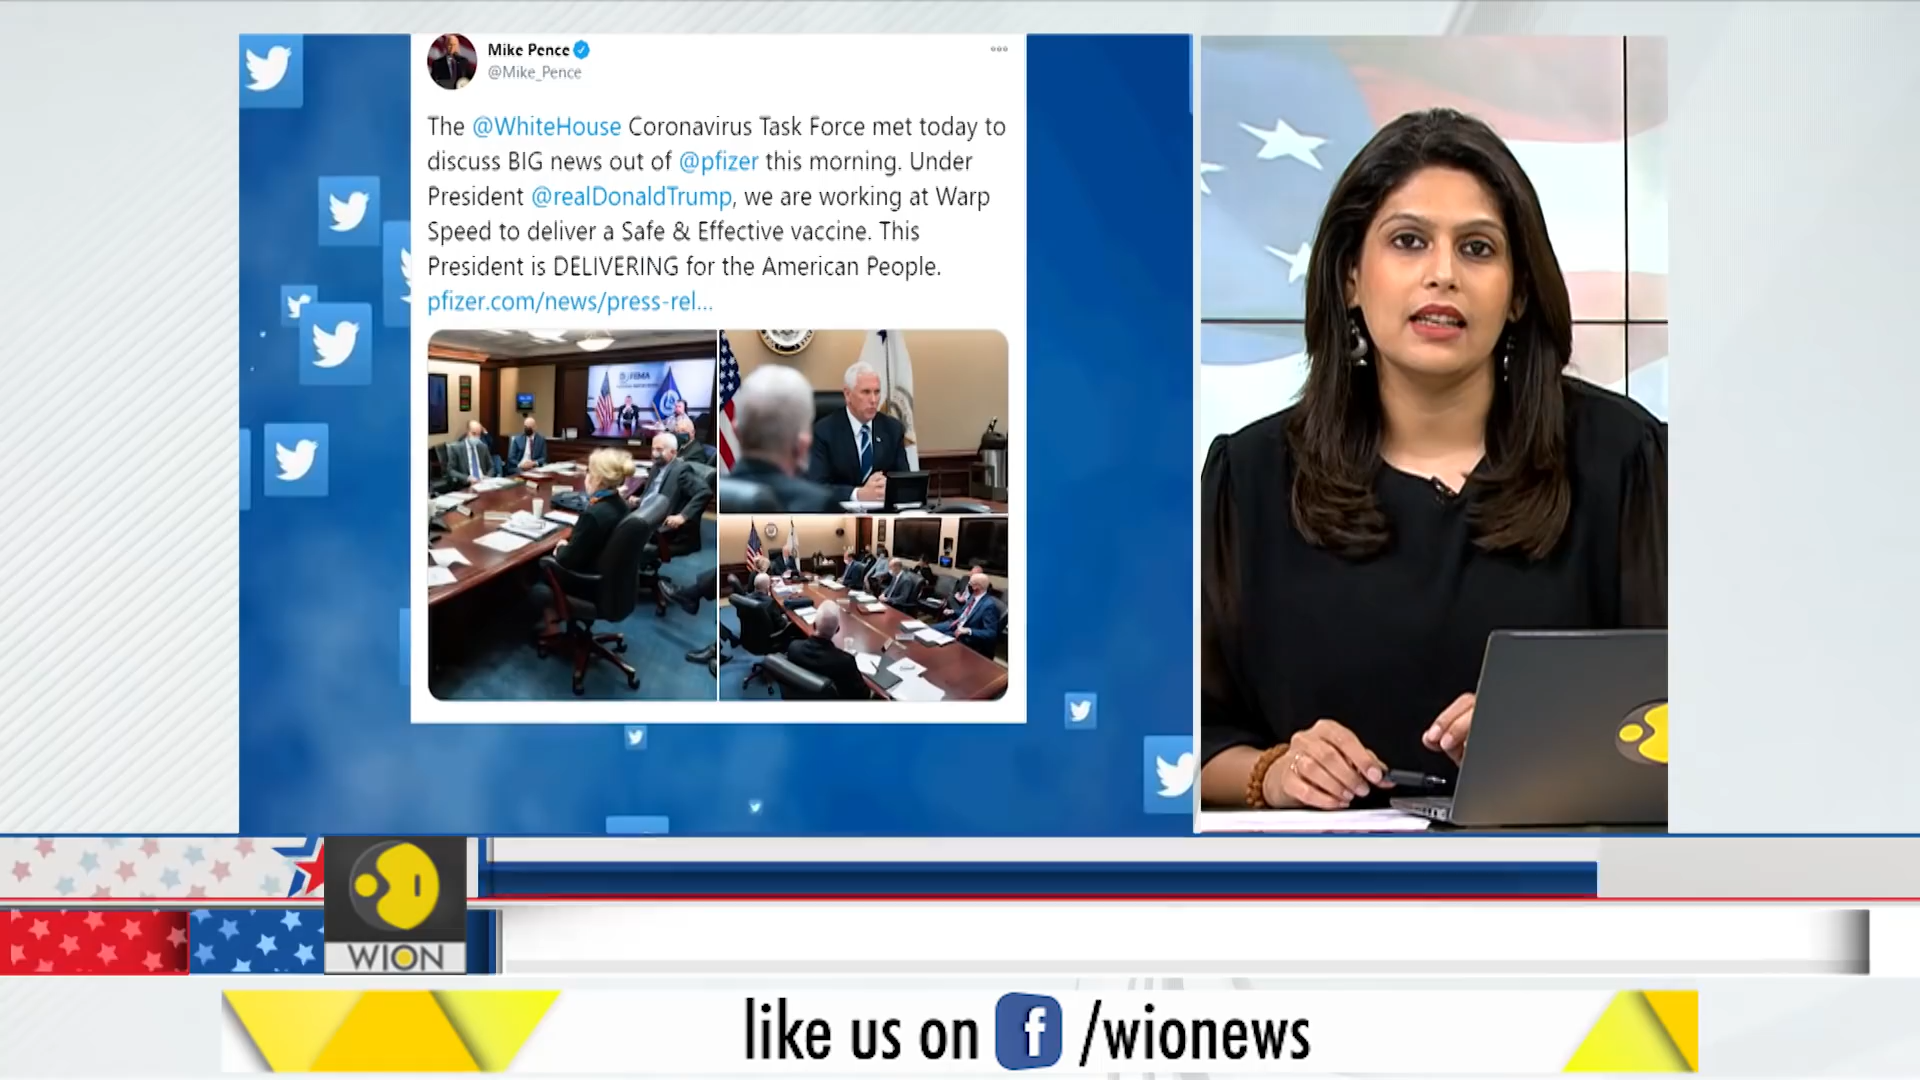 Mike Pence
@Mike_Pence
The @WhiteHouse Coronavirus Task Force met today to
discuss BIG news out of @pfizer this morning. Under
President @realDonaldTrump, we are working at Warp
Speed to deliver a Safe & Effective vaccine. This
President is DELIVERING for the American People.
pfizer.com/news/press-rel...
FEMA
WION
like us on f /wionews